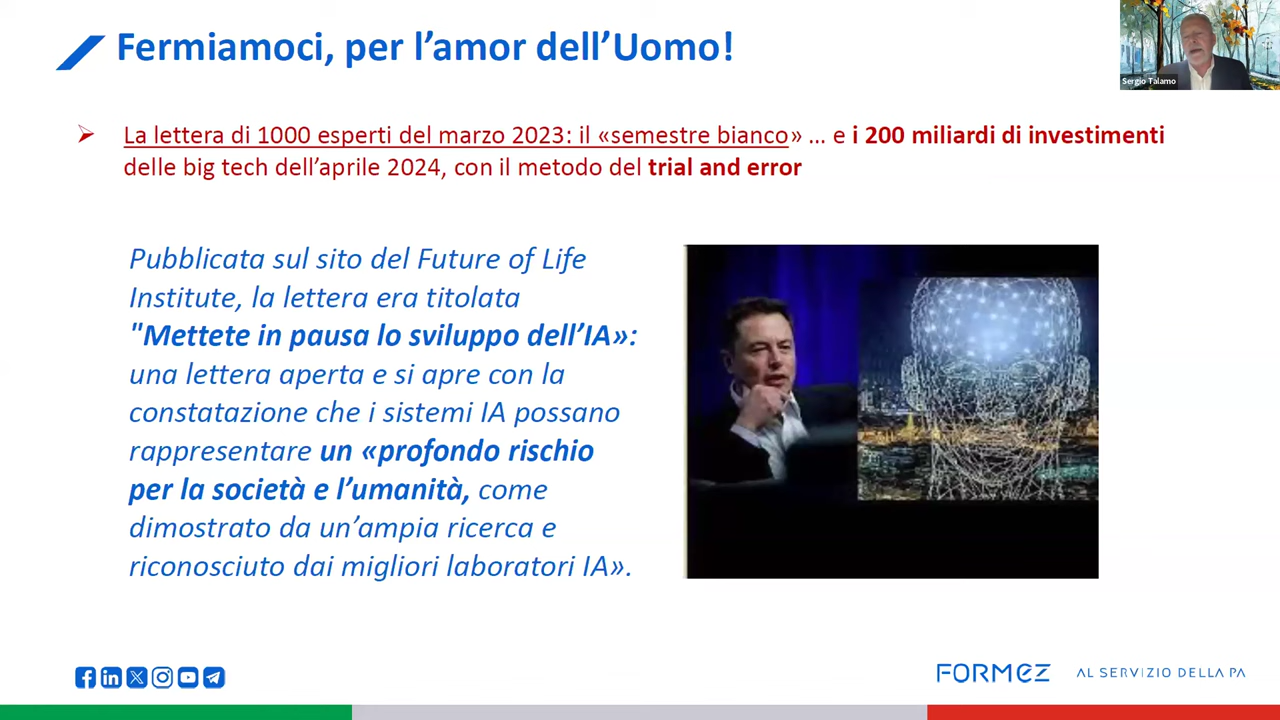 Fermiamoci, per l’amor dell’Uomo!
Sergio Talamo
La lettera di 1000 esperti del marzo 2023: il «semestre bianco» … e i 200 miliardi di investimenti
delle big tech dell’aprile 2024, con il metodo del trial and error
Pubblicata sul sito del Future of Life
Institute, la lettera era titolata
"Mettete in pausa lo sviluppo dell’IA»:
una lettera aperta e si apre con la
constatazione che i sistemi IA possano
rappresentare un «profondo rischio
per la società e l’umanità, come
dimostrato da un’ampia ricerca e
riconosciuto dai migliori laboratori IA».
FORMEZ AL SERVIZIO DELLA PA